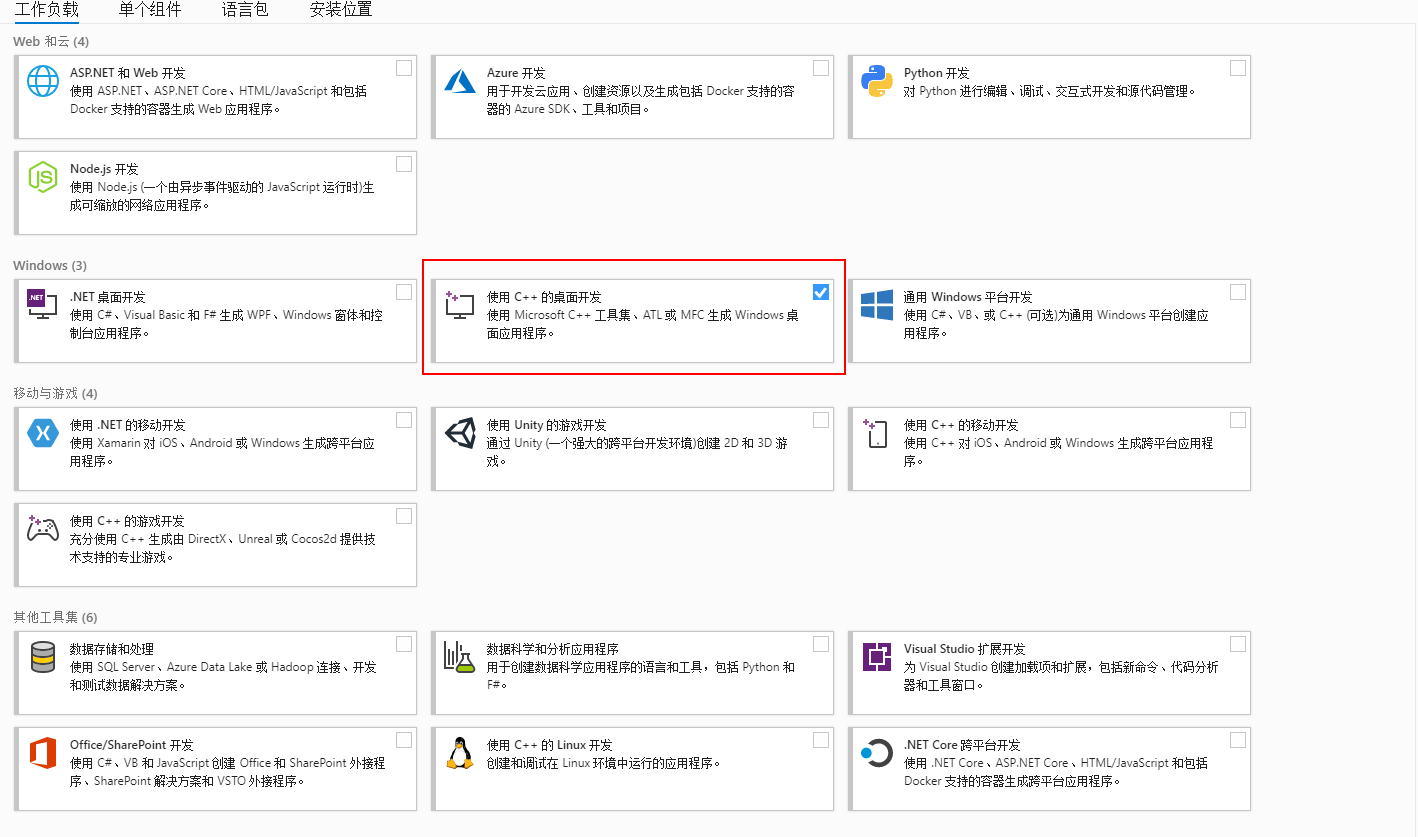 工作负载 单个组件 语言包 安装位置
Web 和云 (4)
ASP.NET 和 Web 开发
使用 ASP.NET、ASP.NET Core、HTML/JavaScript 和包括
Docker 支持的容器生成 Web 应用程序。
Azure 开发
用于开发云应用、创建资源以及生成包括 Docker 支持的容
器的 Azure SDK、工具和项目。
Python 开发
对 Python 进行编辑、调试、交互式开发和源代码管理。
Node.js 开发
使用 Node.js (一个由异步事件驱动的 JavaScript 运行时)生
成可缩放的网络应用程序。
Windows (3)
.NET
.NET 桌面开发
使用 C#、Visual Basic 和 F# 生成 WPF、Windows 窗体和控
制台应用程序。
使用 C++ 的桌面开发
使用 Microsoft C++ 工具集、ATL 或 MFC 生成 Windows 桌
面应用程序。
通用 Windows 平台开发
使用 C#、VB、或 C++ (可选)为通用 Windows 平台创建应
用程序。
移动与游戏 (4)
使用 .NET 的移动开发
使用 Xamarin 对 iOS、Android 或 Windows 生成跨平台应
用程序。
使用 Unity 的游戏开发
通过 Unity (一个强大的跨平台开发环境)创建 2D 和 3D 游
戏。
使用 C++ 的移动开发
使用 C++ 对 iOS、Android 或 Windows 生成跨平台应用程
序。
使用 C++ 的游戏开发
充分使用 C++ 生成由 DirectX、Unreal 或 Cocos2d 提供技
术支持的专业游戏。
其他工具集 (6)
数据存储和处理
使用 SQL Server、Azure Data Lake 或 Hadoop 连接、开发
和测试数据解决方案。
数据科学和分析应用程序
用于创建数据科学应用程序的语言和工具，包括 Python 和
F#。
Visual Studio 扩展开发
为 Visual Studio 创建加载项和扩展，包括新命令、代码分析
器和工具窗口。
Office/SharePoint 开发
使用 C#、VB 和 JavaScript 创建 Office 和 SharePoint 外接程
序、SharePoint 解决方案和 VSTO 外接程序。
使用 C++ 的 Linux 开发
创建和调试在 Linux 环境中运行的应用程序。
.NET Core 跨平台开发
使用 .NET Core、ASP.NET Core、HTML/JavaScript 和包括
Docker 支持的容器生成跨平台应用程序。